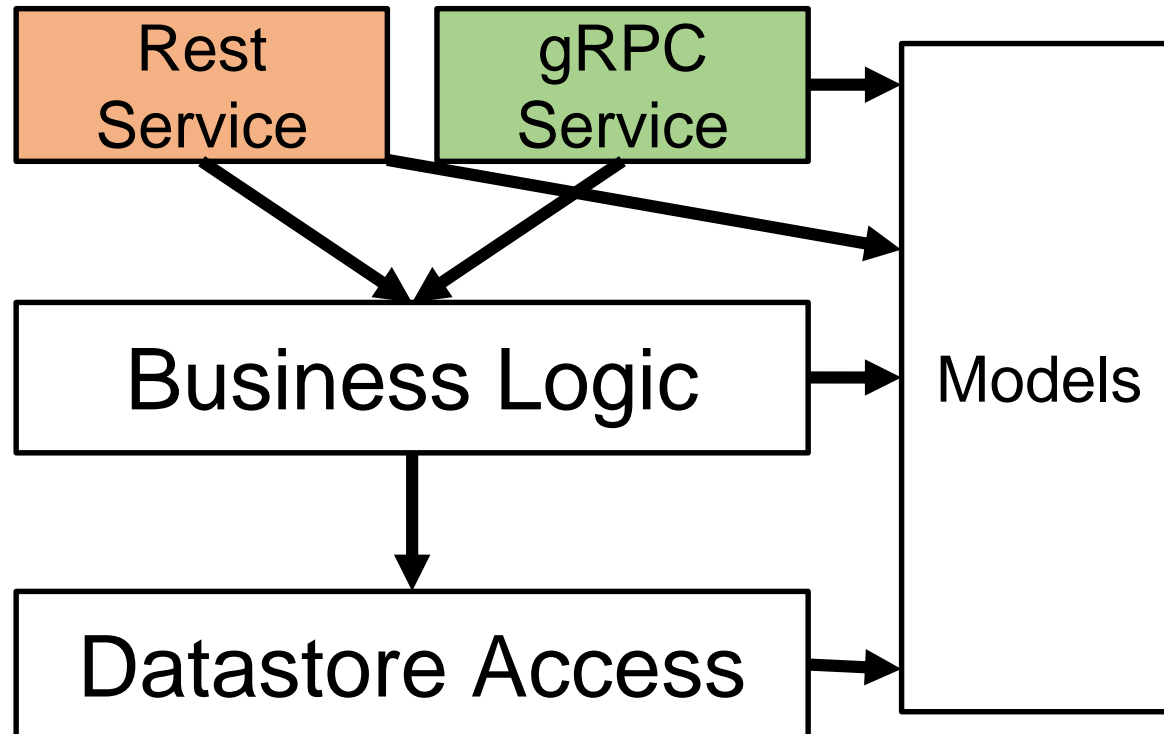 Rest
Service
gRPC
Service
Business Logic
Models
Datastore Access